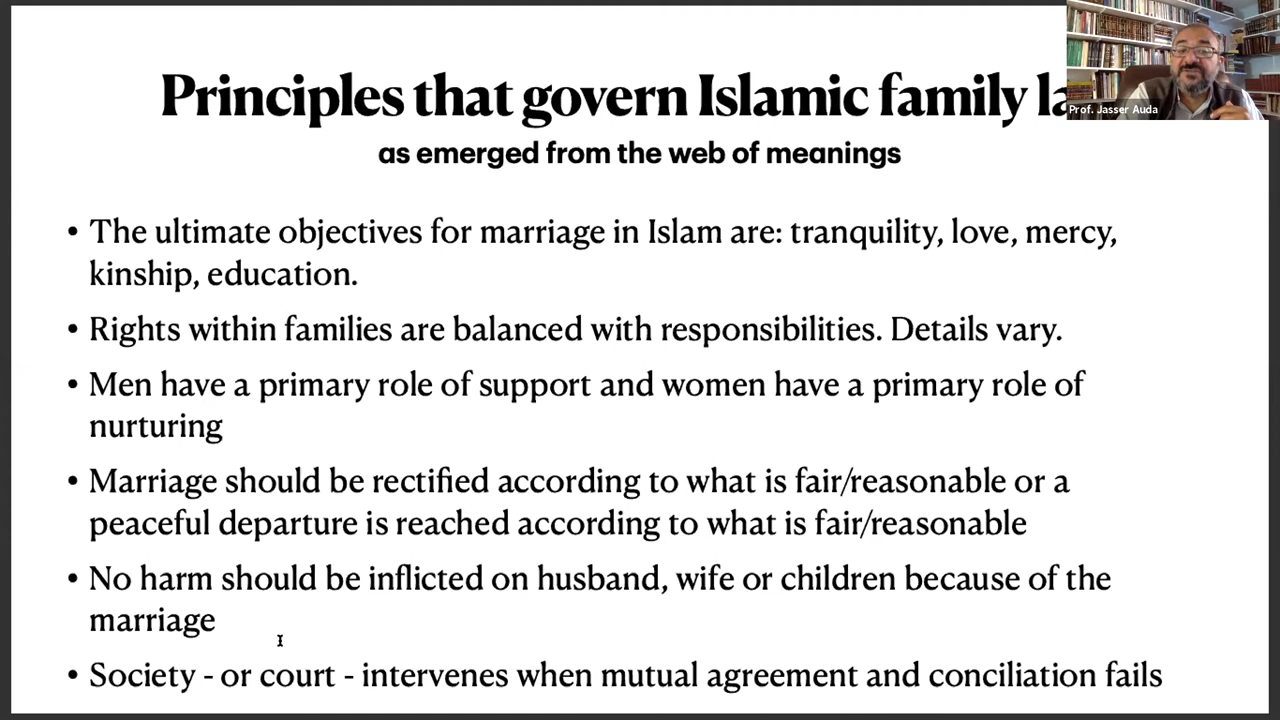 Principles that govern Islamic family la
Prof. Jasser Auda
as emerged from the web of meanings
• The ultimate objectives for marriage in Islam are: tranquility, love, mercy,
kinship, education.
• Rights within families are balanced with responsibilities. Details vary.
• Men have a primary role of support and women have a primary role of
nurturing
• Marriage should be rectified according to what is fair/reasonable or a
peaceful departure is reached according to what is fair/reasonable
• No harm should be inflicted on husband, wife or children because of the
marriage
• Society - or court - intervenes when mutual agreement and conciliation fails